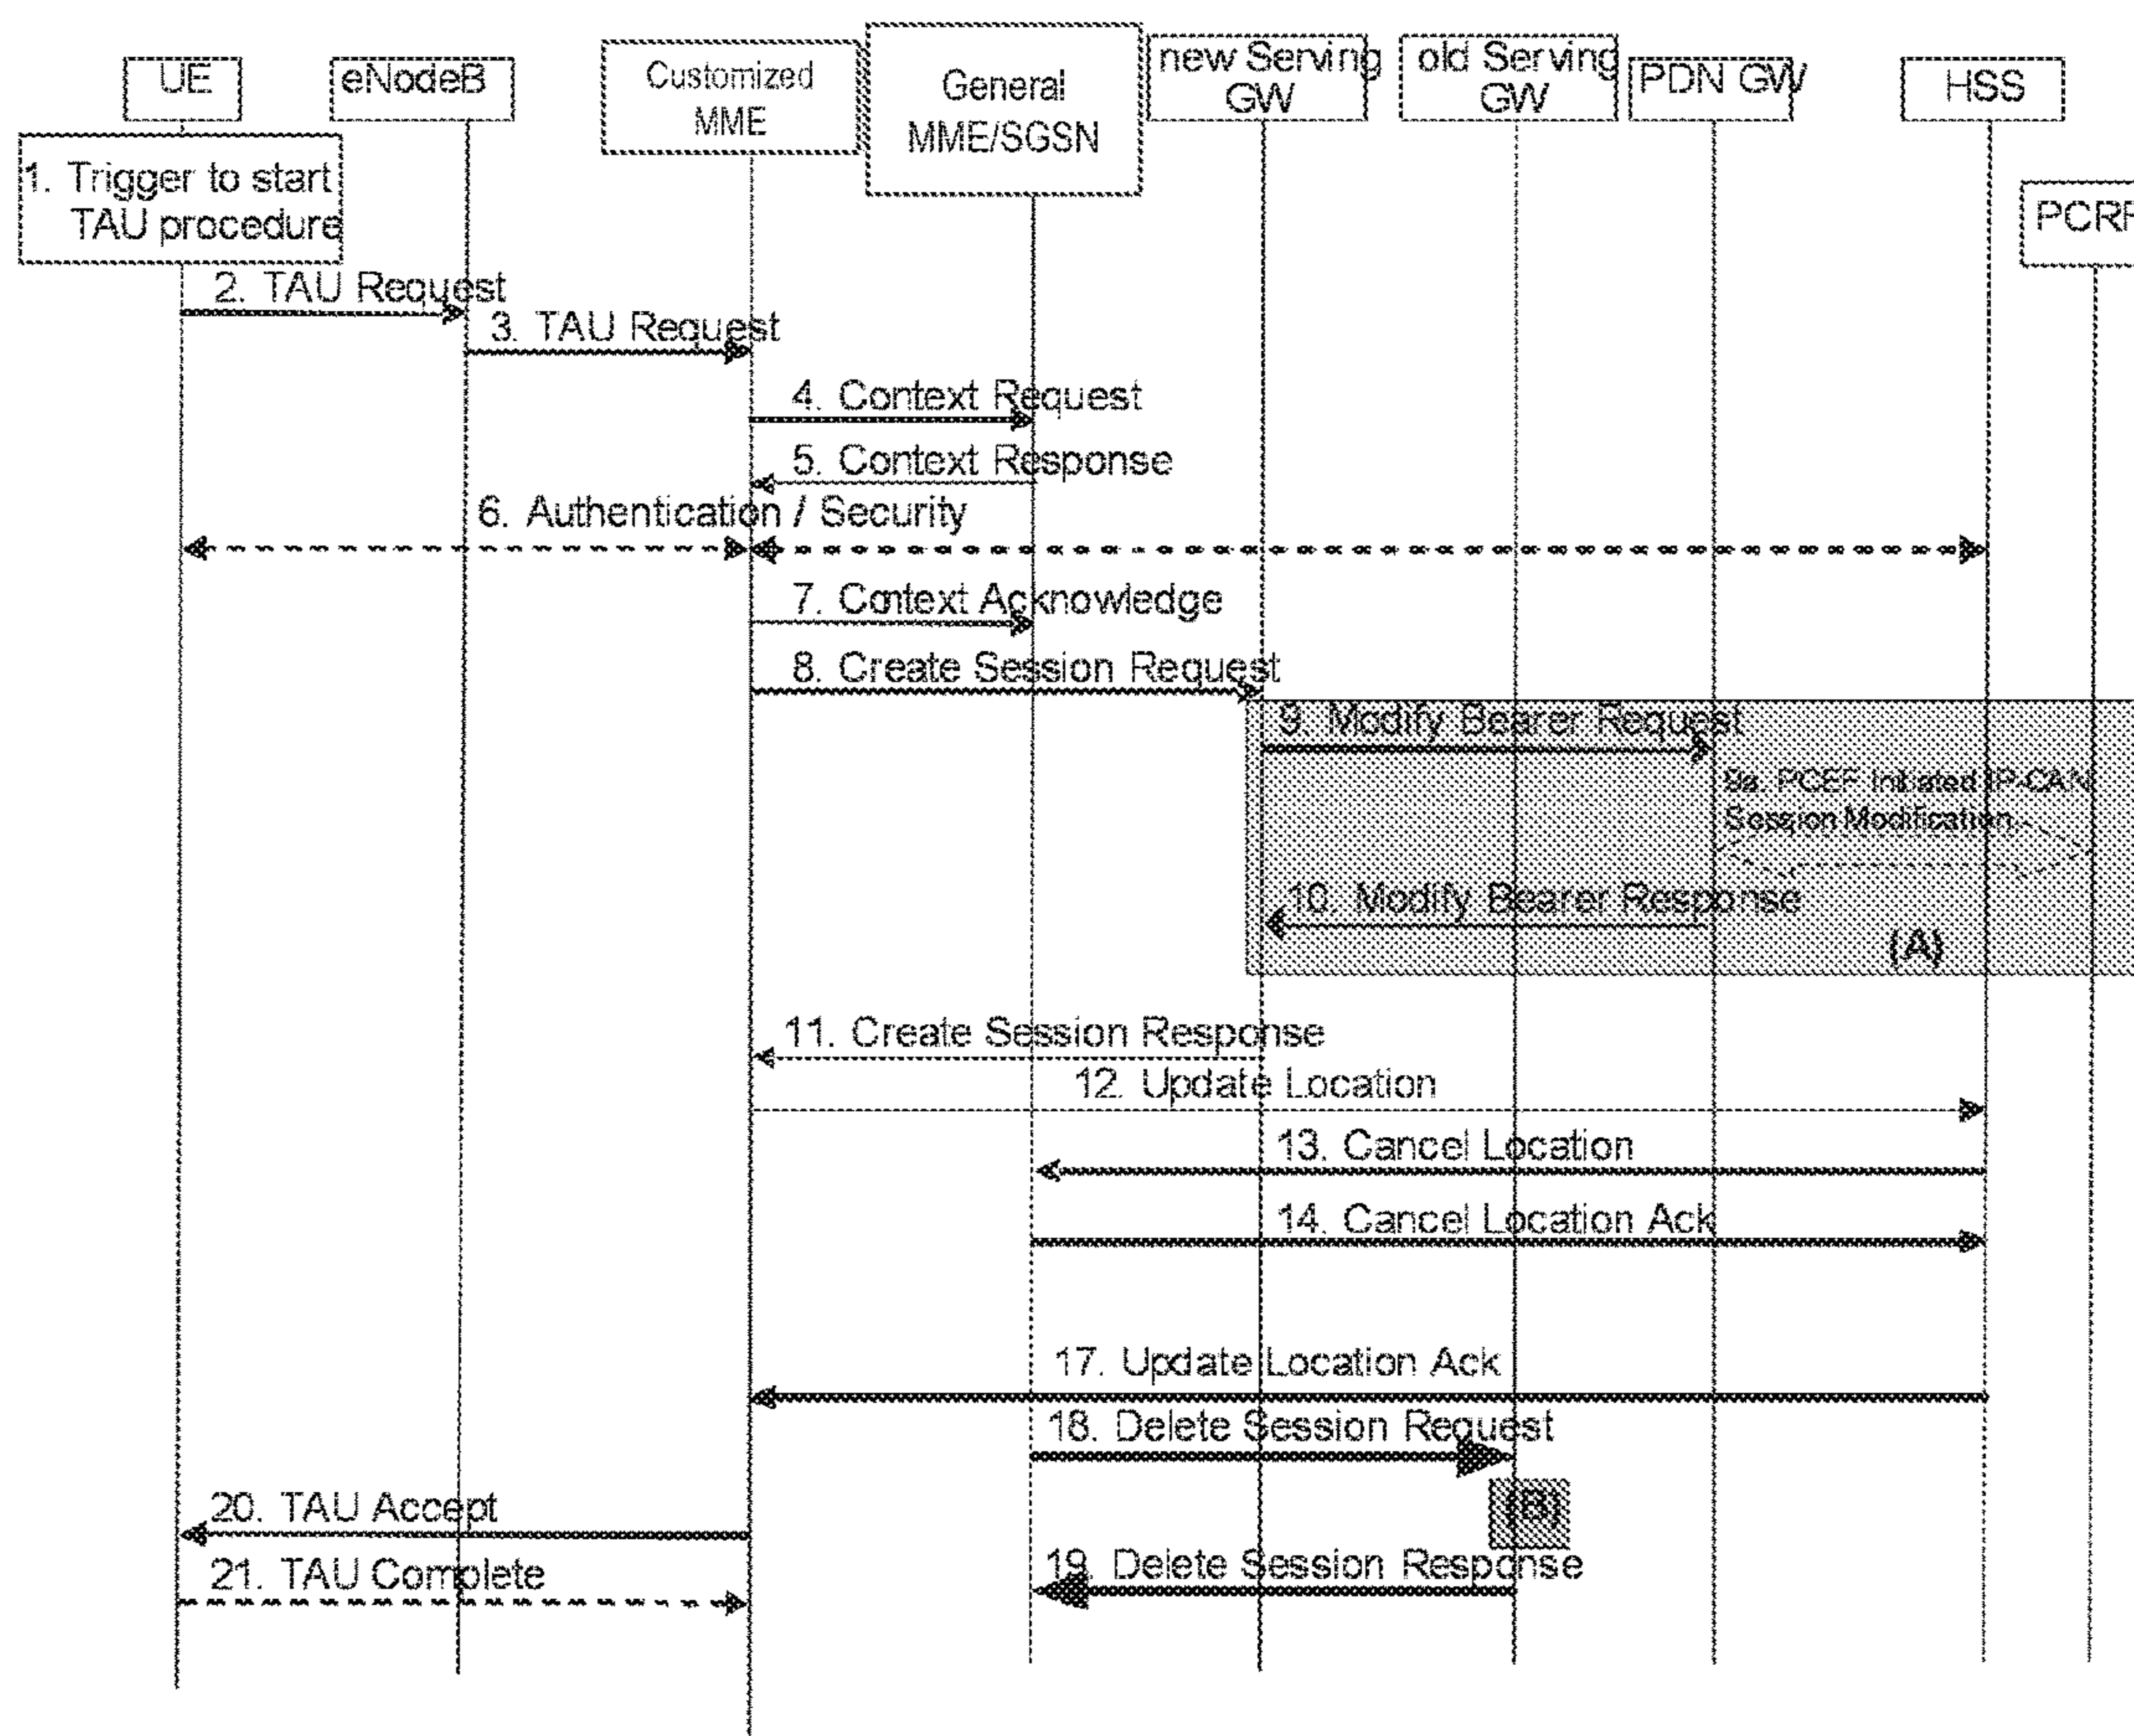 UE
eNodeB
Customized
MME
General
MME/SGSN
new Serving
GW
old Serving
GW
PDN GW
HSS
PCRF
1. Trigger to start
TAU procedure
2. TAU Request
3. TAU Request
4. Context Request
5. Context Response
6. Authentication / Security
7. Context Acknowledge
8. Create Session Request
9. Modify Bearer Request
9a. PCEF Initiated IP-CAN
Session Modification
10. Modify Bearer Response
(A)
11. Create Session Response
12. Update Location
13. Cancel Location
14. Cancel Location Ack
17. Update Location Ack
18. Delete Session Request
(B)
20. TAU Accept
19. Delete Session Response
21. TAU Complete